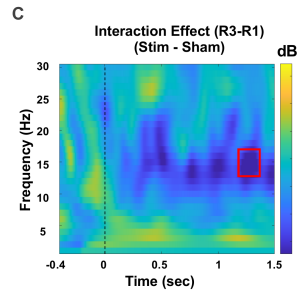 C
Interaction Effect (R3-R1)
(Stim - Sham)
dB
30
25
20
15
10
5
Frequency (Hz)
-0.4 0 0.5 1.0 1.5
Time (sec)